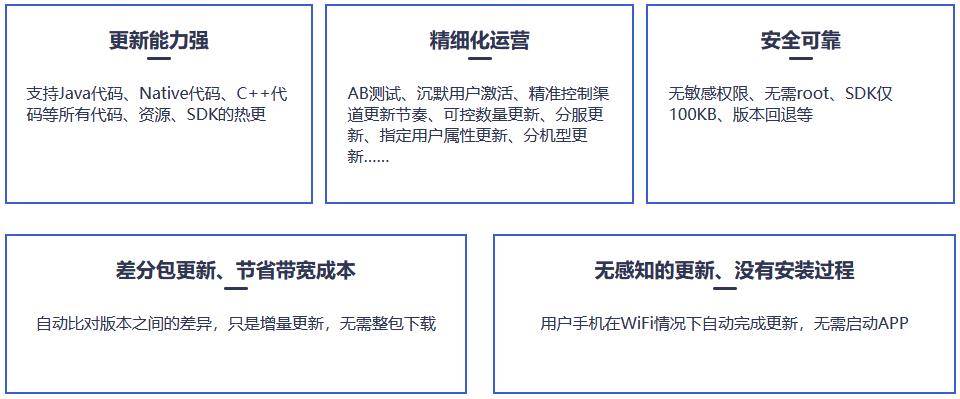 更新能力强
支持Java代码、Native代码、C++代
码等所有代码、资源、SDK的热更
精细化运营
AB测试、沉默用户激活、精准控制渠
道更新节奏、可控数量更新、分服更
新、指定用户属性更新、分机型更
新......
安全可靠
无敏感权限、无需root、SDK仅
100KB、版本回退等
差分包更新、节省带宽成本
自动比对版本之间的差异，只是增量更新，无需整包下载
无感知的更新、没有安装过程
用户手机在WiFi情况下自动完成更新，无需启动APP